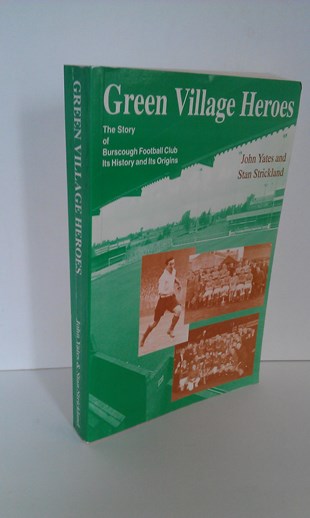 Green Village Heroes
The Story
of
Burscough Football Club
Its History and Its Origins
John Yates and
Stan Strickland
GREEN VILLAGE HEROES
John Yates & Stan Strickland